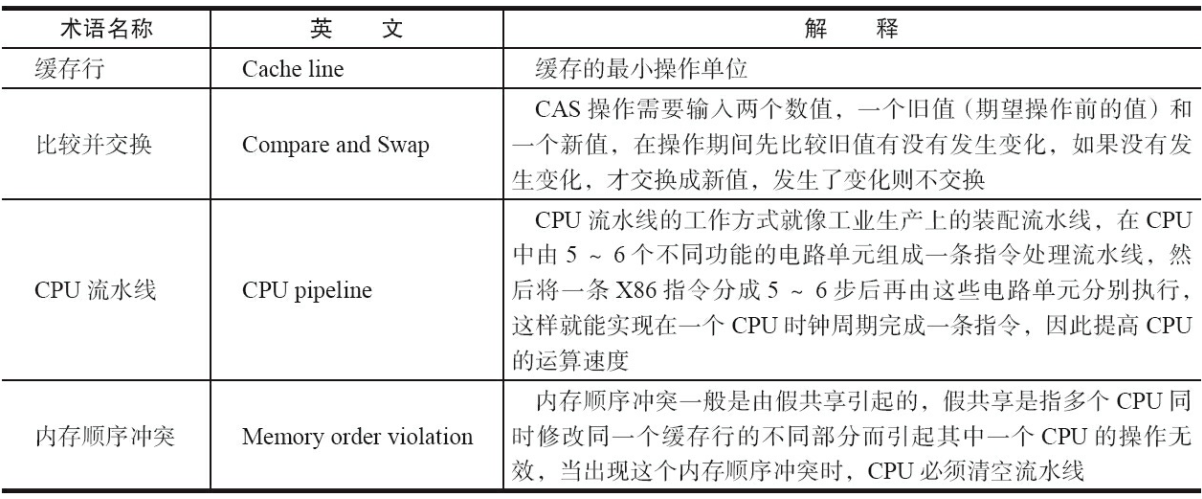 术语名称 英 文 解 释
缓存行 Cache line 缓存的最小操作单位
比较并交换 Compare and Swap CAS 操作需要输入两个数值，一个旧值（期望操作前的值）和
一个新值，在操作期间先比较旧值有没有发生变化，如果没有发
生变化，才交换成新值，发生了变化则不交换
CPU 流水线 CPU pipeline CPU 流水线的工作方式就像工业生产上的装配流水线，在 CPU
中由 5 ~ 6 个不同功能的电路单元组成一条指令处理流水线，然
后将一条 X86 指令分成 5 ~ 6 步后再由这些电路单元分别执行，
这样就能实现在一个 CPU 时钟周期完成一条指令，因此提高 CPU
的运算速度
内存顺序冲突 Memory order violation 内存顺序冲突一般是由假共享引起的，假共享是指多个 CPU 同
时修改同一个缓存行的不同部分而引起其中一个 CPU 的操作无
效，当出现这个内存顺序冲突时，CPU 必须清空流水线